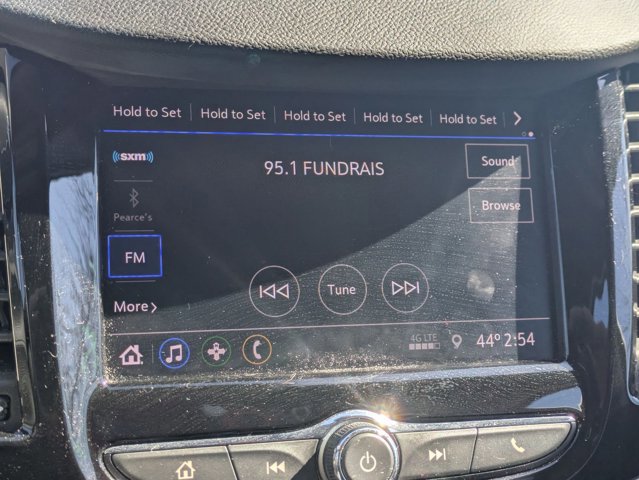 Hold to Set Hold to Set Hold to Set Hold to Set Hold to Set
sxm 95.1 FUNDRAIS Sound
Pearce's Browse
FM
Tune
More
4G LTE 44° 2:54